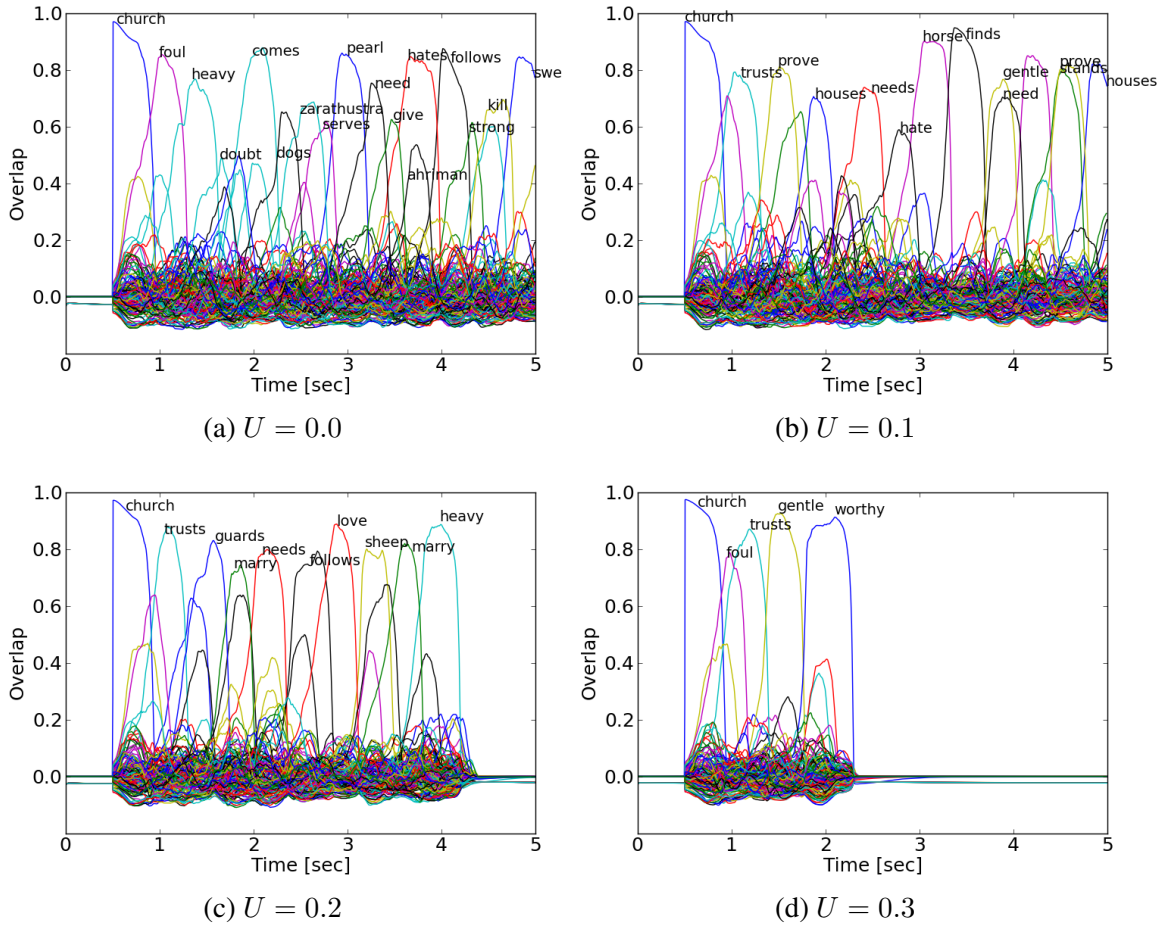 1.0
0.8
0.6
0.4
0.2
0.0
Overlap
church
foul
heavy
comes
doubt
dogs
zarathustra
serves
pearl
need
hates
give
ahriman
follows
strong
kill
swe
0 1 2 3 4 5
Time [sec]
(a) U = 0.0
1.0
0.8
0.6
0.4
0.2
0.0
Overlap
church
trusts
prove
houses
needs
hate
horse
finds
gentle
need
prove
stands
houses
0 1 2 3 4 5
Time [sec]
(b) U = 0.1
1.0
0.8
0.6
0.4
0.2
0.0
Overlap
church
trusts
guards
marry
needs
follows
love
sheep
marry
heavy
0 1 2 3 4 5
Time [sec]
(c) U = 0.2
1.0
0.8
0.6
0.4
0.2
0.0
Overlap
church
foul
trusts
gentle
worthy
0 1 2 3 4 5
Time [sec]
(d) U = 0.3